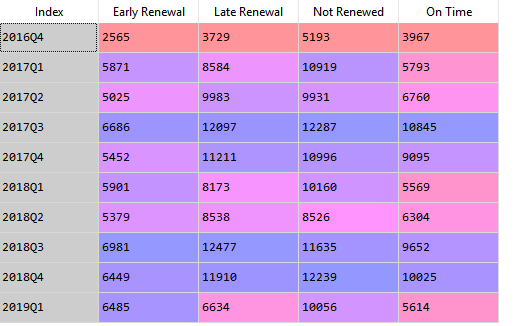 Index Early Renewal Late Renewal Not Renewed On Time
2016Q4 2565 3729 5193 3967
2017Q1 5871 8584 10919 5793
2017Q2 5025 9983 9931 6760
2017Q3 6686 12097 12287 10845
2017Q4 5452 11211 10996 9095
2018Q1 5901 8173 10160 5569
2018Q2 5379 8538 8526 6304
2018Q3 6981 12477 11635 9652
2018Q4 6449 11910 12239 10025
2019Q1 6485 6634 10056 5614